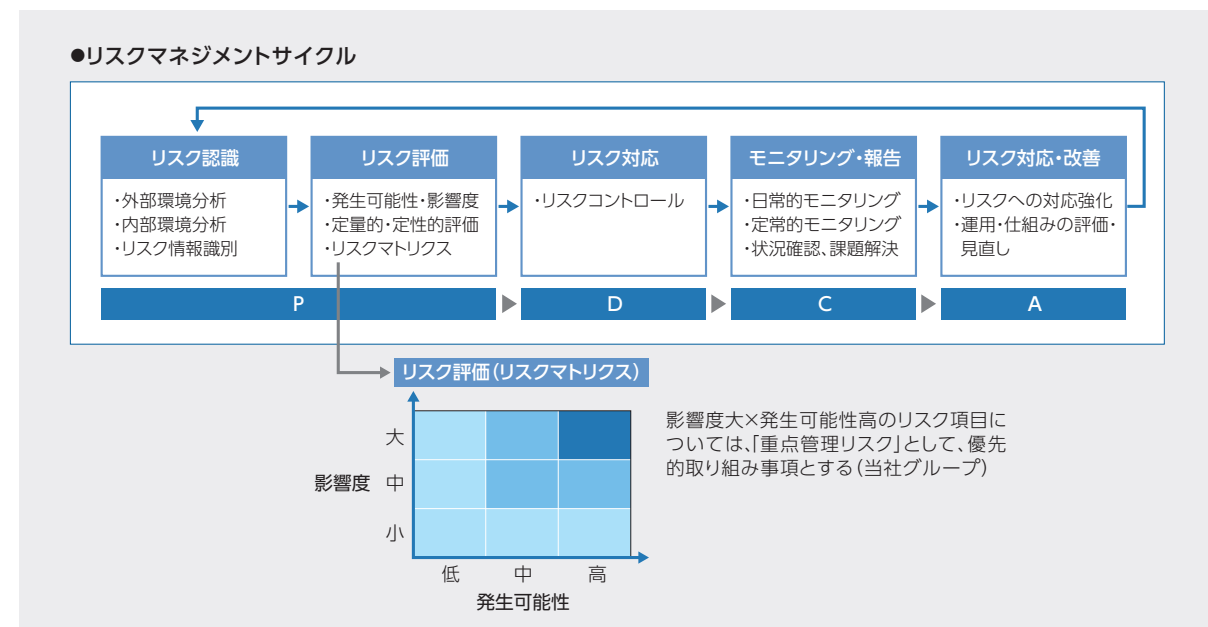 ●リスクマネジメントサイクル
リスク認識
・外部環境分析
・内部環境分析
・リスク情報識別
リスク評価
・発生可能性・影響度
・定量的・定性的評価
・リスクマトリクス
リスク対応
・リスクコントロール
モニタリング・報告
・日常的モニタリング
・定常的モニタリング
・状況確認、課題解決
リスク対応・改善
・リスクへの対応強化
・運用・仕組みの評価・
見直し
P
D
C
A
リスク評価(リスクマトリクス)
大
影響度 中
小
低 中 高
発生可能性
影響度大×発生可能性高のリスク項目に
ついては、「重点管理リスク」として、優先
的取り組み事項とする(当社グループ)